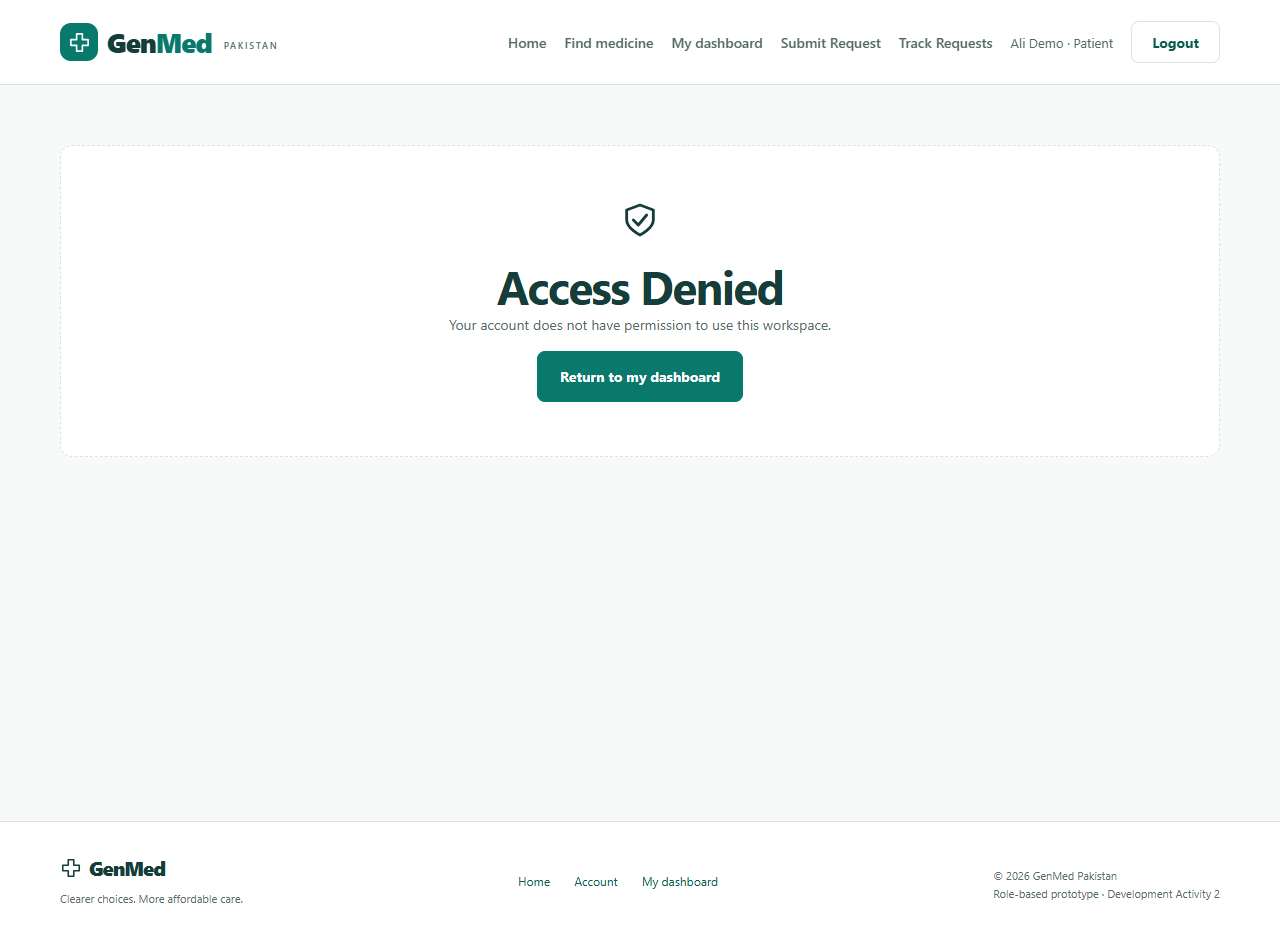 GenMed PAKISTAN
Home Find medicine My dashboard Submit Request Track Requests Ali Demo · Patient Logout
Access Denied
Your account does not have permission to use this workspace.
Return to my dashboard
GenMed
Clearer choices. More affordable care.
Home Account My dashboard
© 2026 GenMed Pakistan
Role-based prototype · Development Activity 2